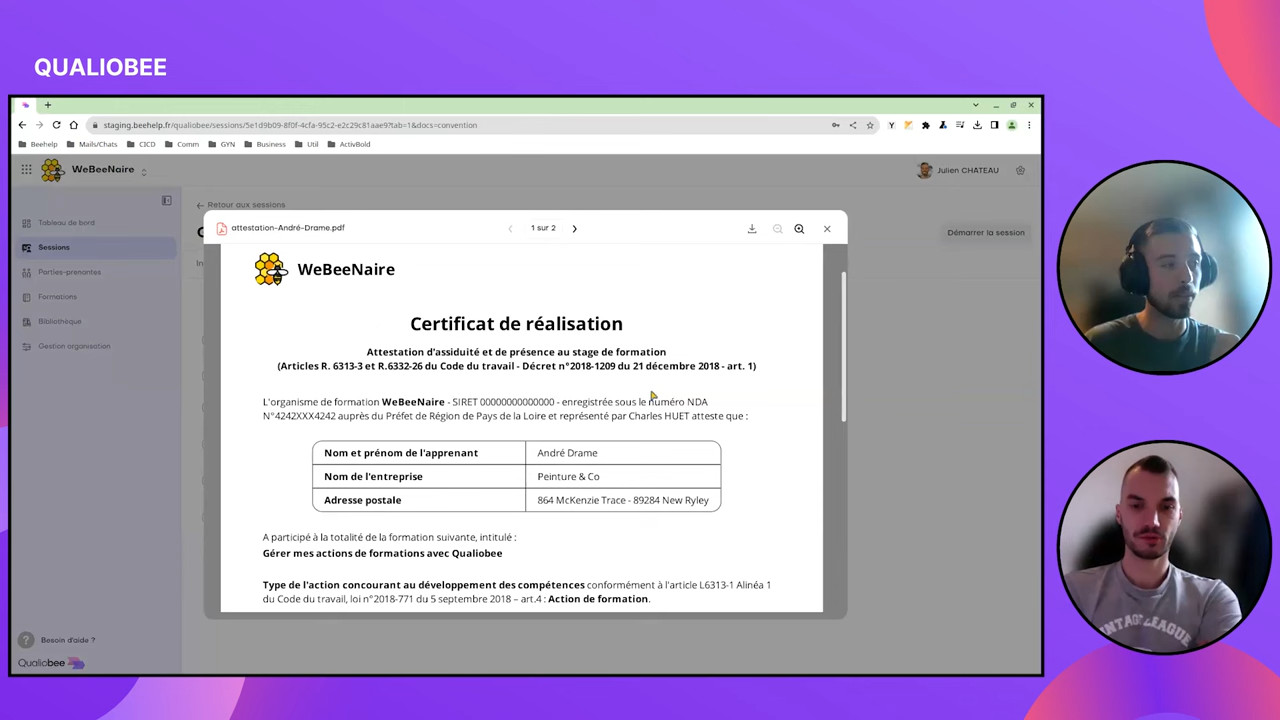 QUALIOBEE
staging.beehelp.fr/qualiobee/sessions/5e1d9b09-8f0f-4cfa-95c2-e2c29c81aae9?tab=1&docs=convention
Beehelp Mails/Chats CICD Comm GYN Business Util ActivBold
WeBeeNaire
Julien CHATEAU
Tableau de bord
Sessions
Parties-prenantes
Formations
Bibliothèque
Gestion organisation
Besoin d'aide ?
Qualiobee
Retour aux sessions
Démarrer la session
In
attestation-André-Drame.pdf
1 sur 2
WeBeeNaire
Certificat de réalisation
Attestation d'assiduité et de présence au stage de formation
(Articles R. 6313-3 et R.6332-26 du Code du travail - Décret n°2018-1209 du 21 décembre 2018 - art. 1)
L'organisme de formation WeBeeNaire - SIRET 00000000000000 - enregistrée sous le numéro NDA
N°4242XXX4242 auprès du Préfet de Région de Pays de la Loire et représenté par Charles HUET atteste que :
Nom et prénom de l'apprenant André Drame
Nom de l'entreprise Peinture & Co
Adresse postale 864 McKenzie Trace - 89284 New Ryley
A participé à la totalité de la formation suivante, intitulé :
Gérer mes actions de formations avec Qualiobee
Type de l'action concourant au développement des compétences conformément à l'article L6313-1 Alinéa 1
du Code du travail, loi n°2018-771 du 5 septembre 2018 – art.4 : Action de formation.